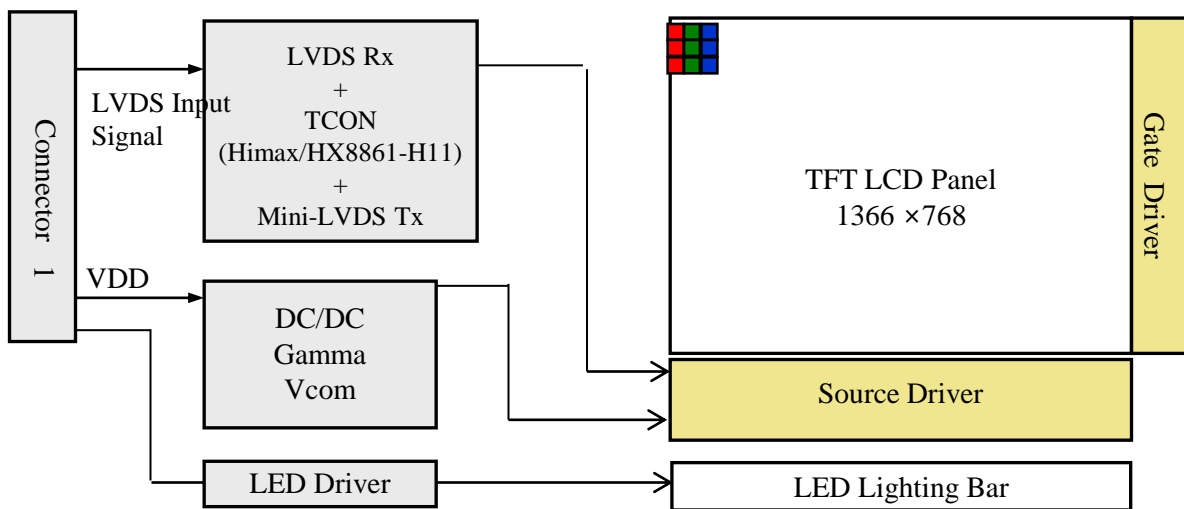 Connector 1
LVDS Input
Signal
LVDS Rx
+
TCON
(Himax/HX8861-H11)
+
Mini-LVDS Tx
TFT LCD Panel
1366 ×768
Gate Driver
VDD
DC/DC
Gamma
Vcom
Source Driver
LED Driver
LED Lighting Bar